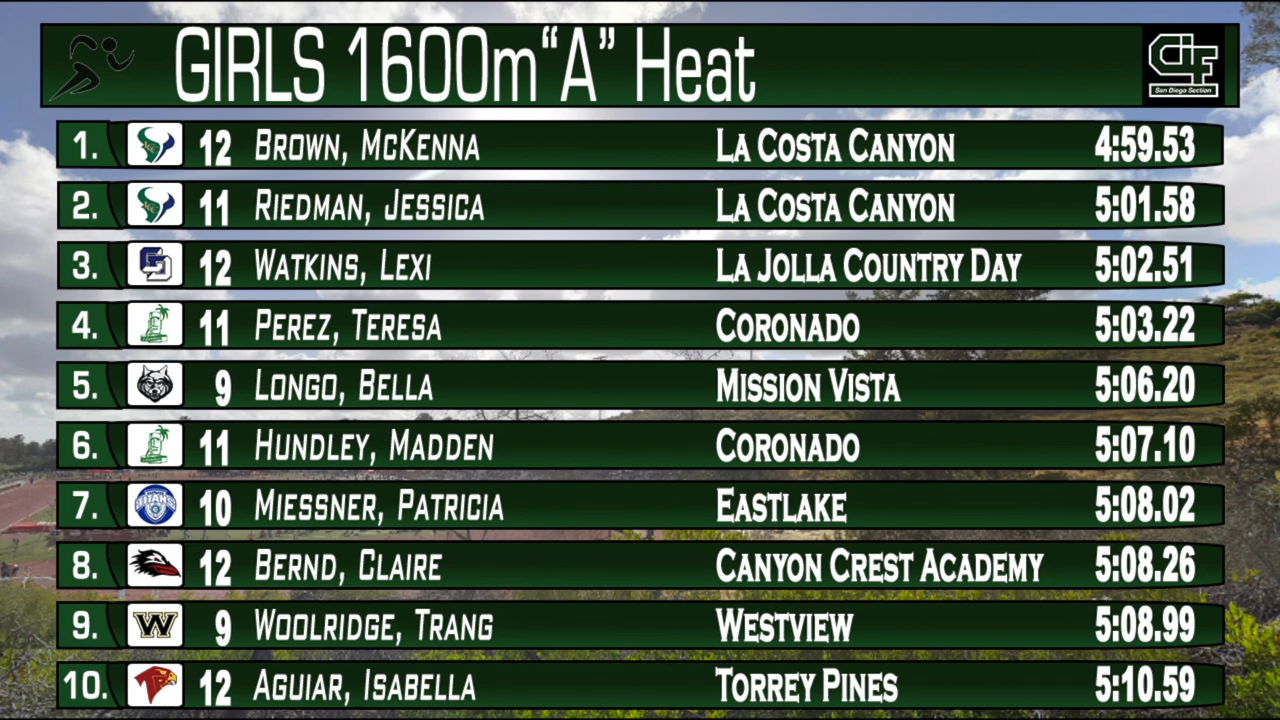 GIRLS 1600m "A" Heat
CIF
San Diego Section
1. 12 BROWN, McKENNA LA COSTA CANYON 4:59.53
2. 11 RIEDMAN, JESSICA LA COSTA CANYON 5:01.58
3. 12 WATKINS, LEXI LA JOLLA COUNTRY DAY 5:02.51
4. 11 PEREZ, TERESA CORONADO 5:03.22
5. 9 LONGO, BELLA MISSION VISTA 5:06.20
6. 11 HUNDLEY, MADDEN CORONADO 5:07.10
7. TITANS 10 MIESSNER, PATRICIA EASTLAKE 5:08.02
8. 12 BERND, CLAIRE CANYON CREST ACADEMY 5:08.26
9. W 9 WOOLRIDGE, TRANG WESTVIEW 5:08.99
10. 12 AGUIAR, ISABELLA TORREY PINES 5:10.59